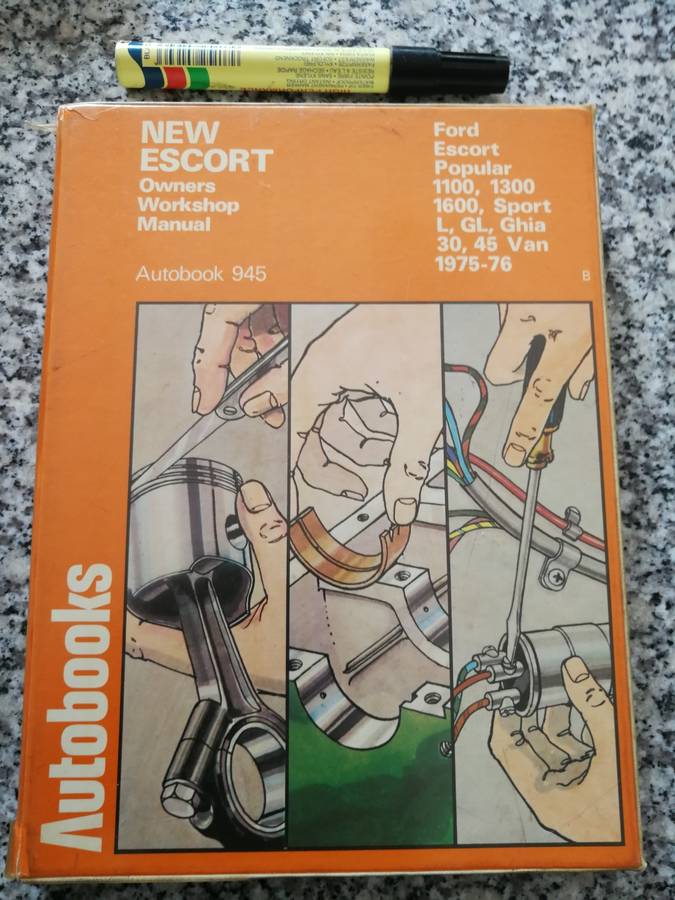 NEW
ESCORT
Owners
Workshop
Manual
Autobook 945
Ford
Escort
Popular
1100, 1300
1600, Sport
L, GL, Ghia
30, 45 Van
1975-76
B
Autobooks